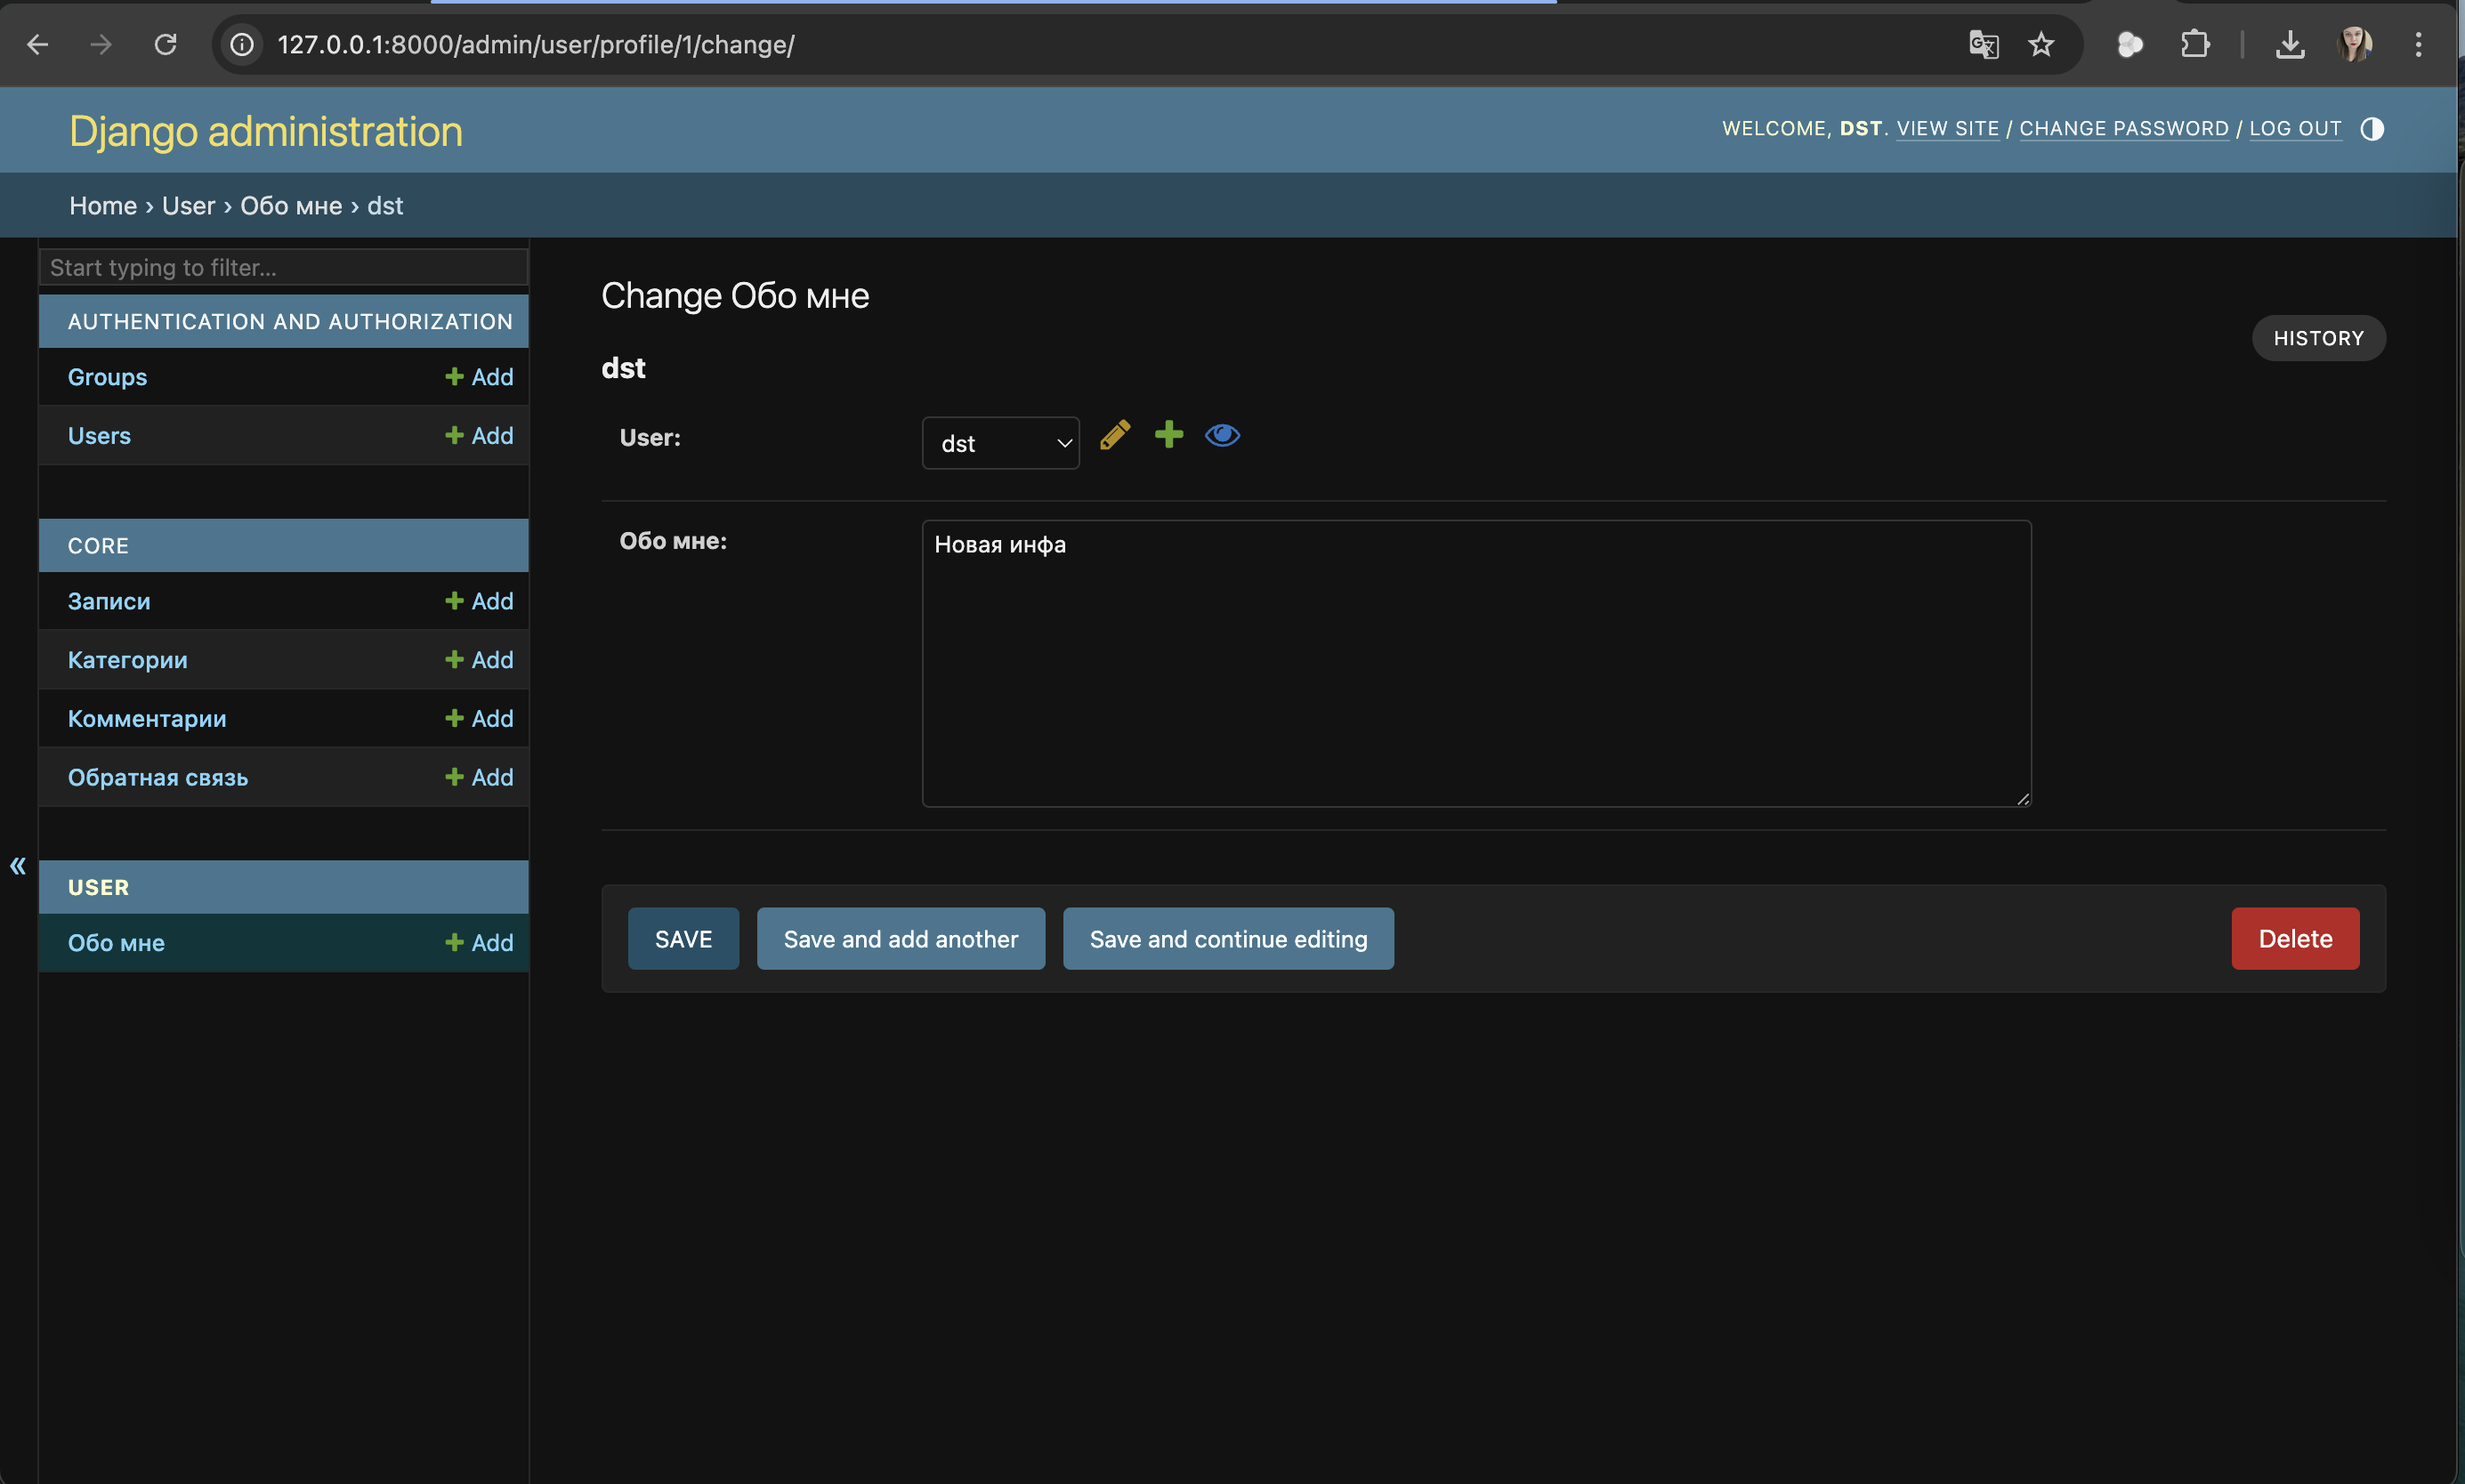 127.0.0.1:8000/admin/user/profile/1/change/
Django administration
WELCOME, DST. VIEW SITE / CHANGE PASSWORD / LOG OUT
Home › User › Обо мне › dst
Start typing to filter...
AUTHENTICATION AND AUTHORIZATION
Groups Add
Users Add
CORE
Записи Add
Категории Add
Комментарии Add
Обратная связь Add
«
USER
Обо мне Add
Change Обо мне
HISTORY
dst
User: dst
Обо мне: Новая инфа
SAVE Save and add another Save and continue editing Delete